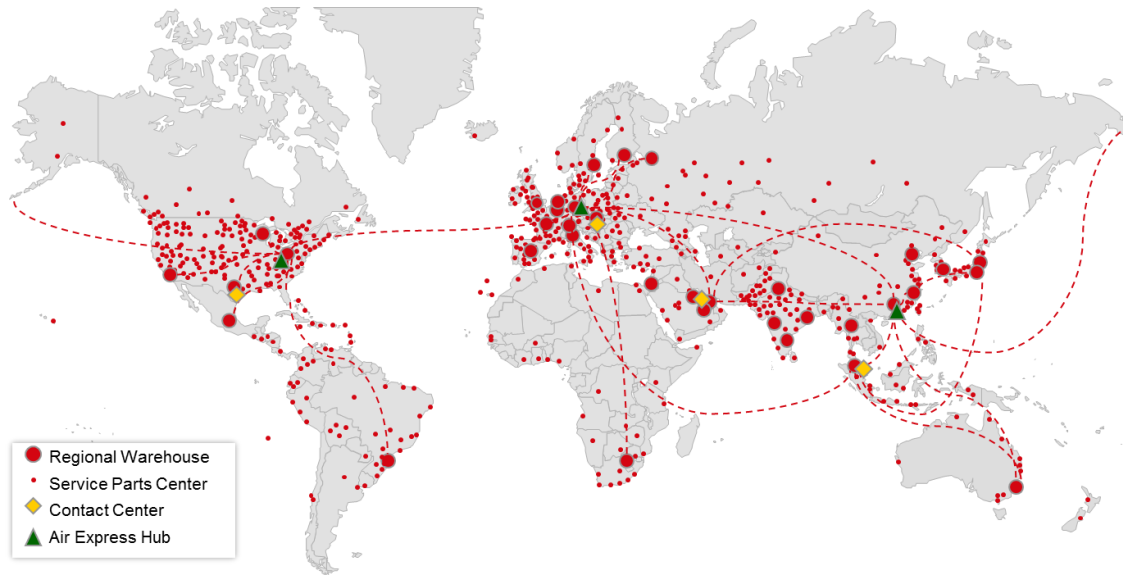 Regional Warehouse
Service Parts Center
Contact Center
Air Express Hub